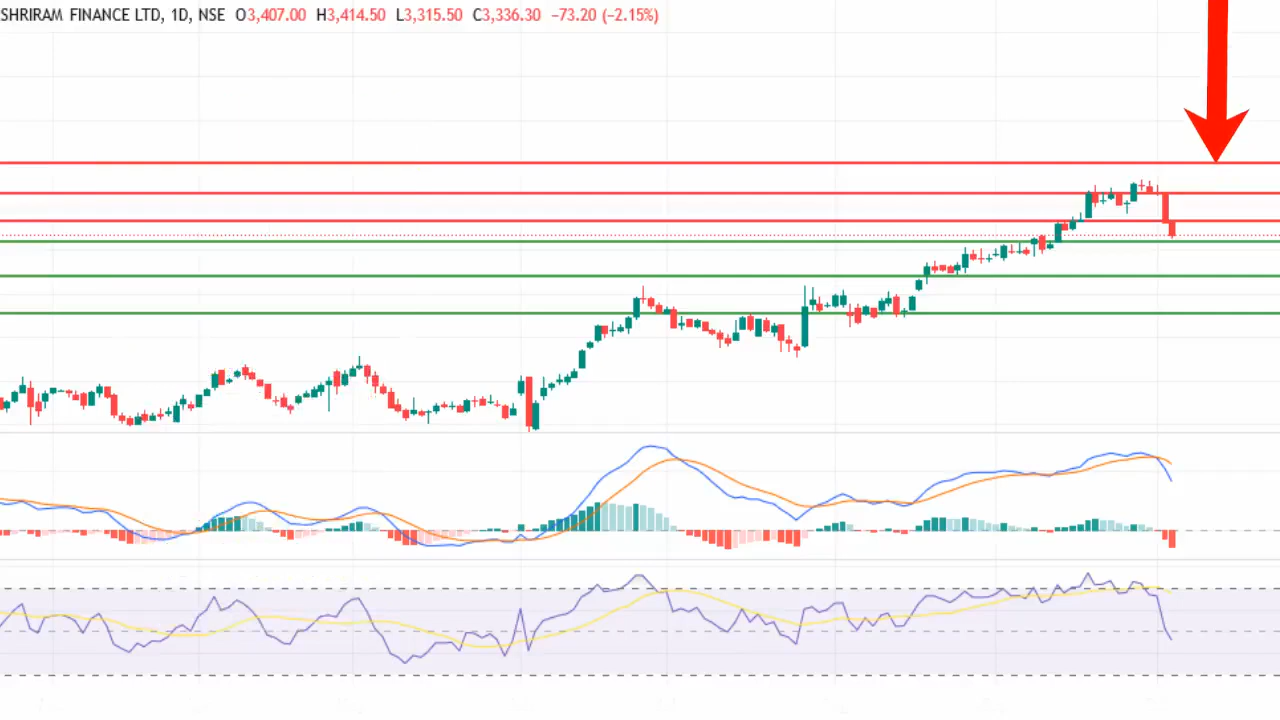 SHRIRAM FINANCE LTD, 1D, NSE O3,407.00 H3,414.50 L3,315.50 C3,336.30 −73.20 (−2.15%)